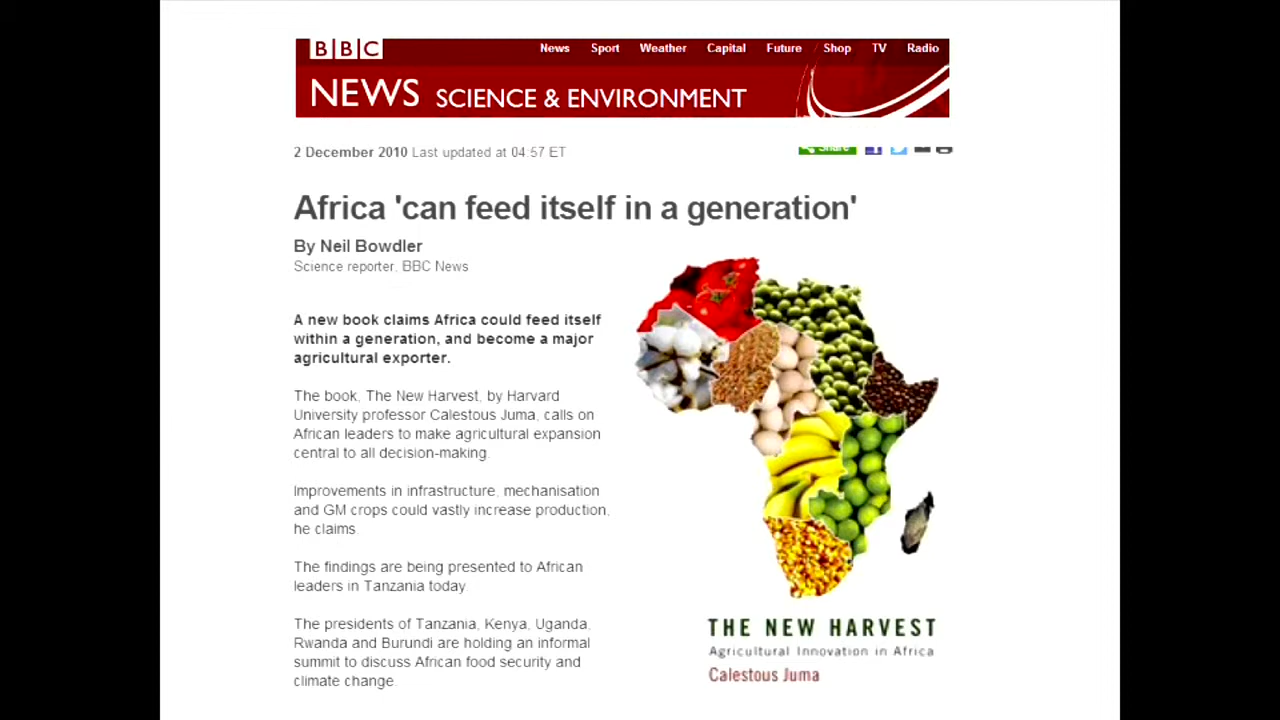 BBC
News Sport Weather Capital Future Shop TV Radio
NEWS SCIENCE & ENVIRONMENT
2 December 2010 Last updated at 04:57 ET
Share
Africa 'can feed itself in a generation'
By Neil Bowdler
Science reporter, BBC News
A new book claims Africa could feed itself
within a generation, and become a major
agricultural exporter.
The book, The New Harvest, by Harvard
University professor Calestous Juma, calls on
African leaders to make agricultural expansion
central to all decision-making.
Improvements in infrastructure, mechanisation
and GM crops could vastly increase production,
he claims.
The findings are being presented to African
leaders in Tanzania today.
The presidents of Tanzania, Kenya, Uganda,
Rwanda and Burundi are holding an informal
summit to discuss African food security and
climate change.
THE NEW HARVEST
Agricultural Innovation in Africa
Calestous Juma